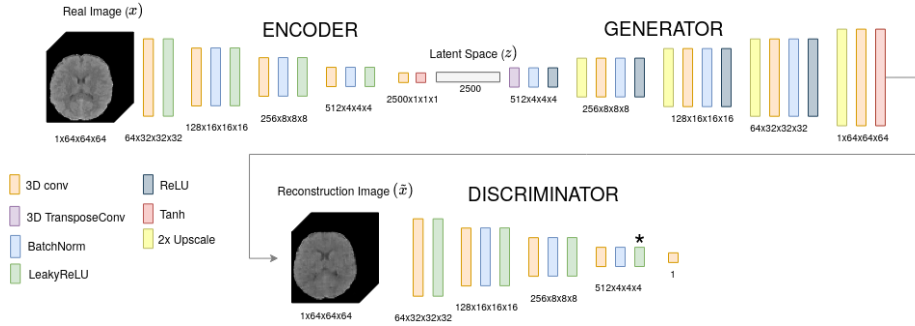 Real Image (x)
ENCODER
GENERATOR
Latent Space (z)
2500
1x64x64x64
64x32x32x32
128x16x16x16
256x8x8x8
512x4x4x4
2500x1x1x1
512x4x4x4
256x8x8x8
128x16x16x16
64x32x32x32
1x64x64x64
3D conv
3D TransposeConv
BatchNorm
LeakyReLU
ReLU
Tanh
2x Upscale
Reconstruction Image (x̃)
DISCRIMINATOR
*
1x64x64x64
64x32x32x32
128x16x16x16
256x8x8x8
512x4x4x4
1